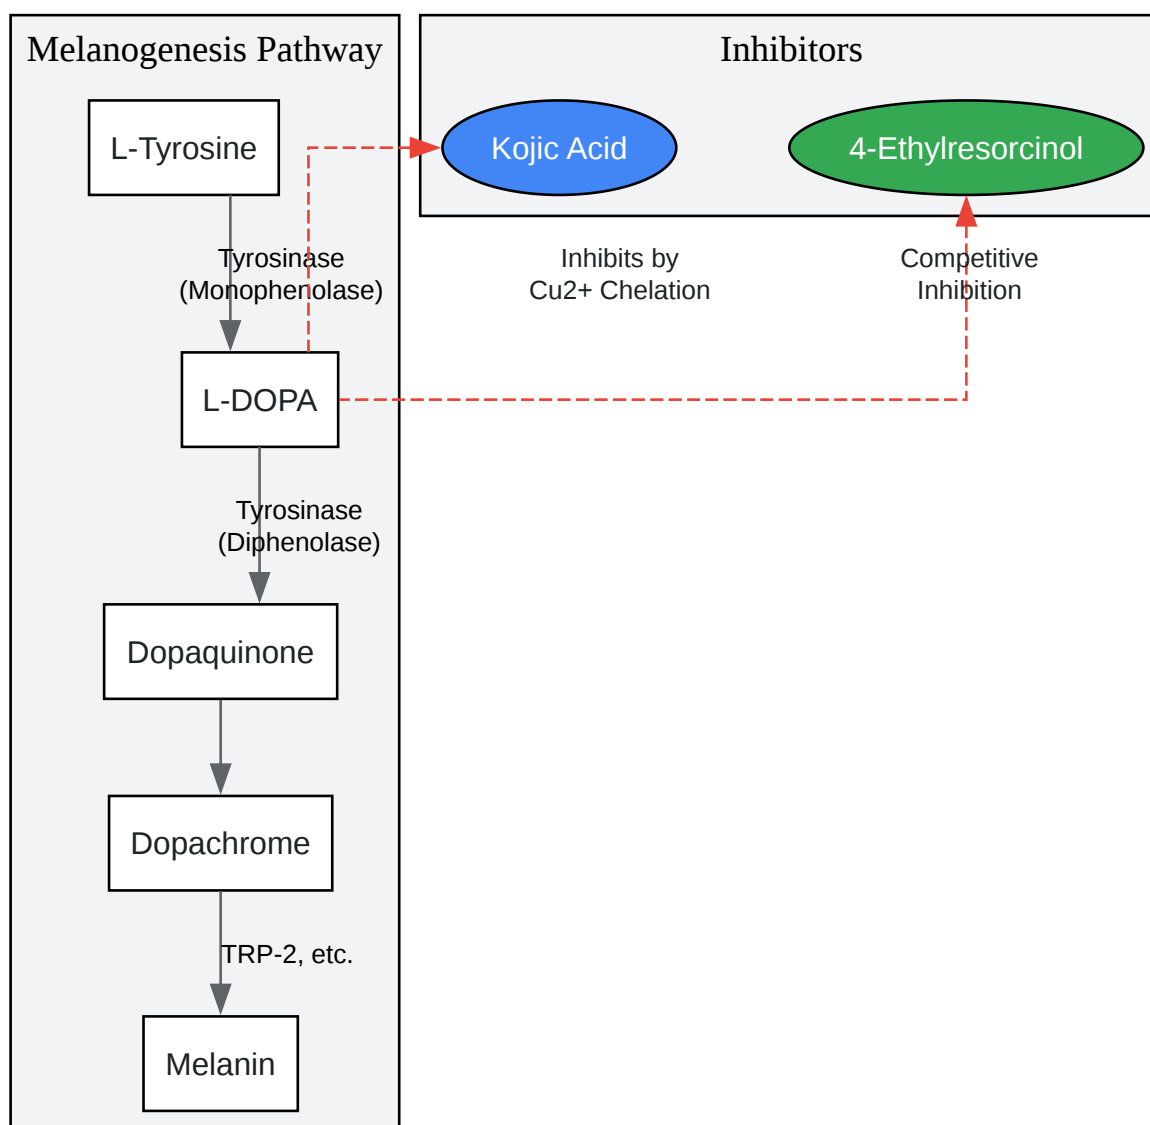 Melanogenesis Pathway
L-Tyrosine
Tyrosinase
(Monophenolase)
L-DOPA
Tyrosinase
(Diphenolase)
Dopaquinone
Dopachrome
TRP-2, etc.
Melanin
Inhibitors
Kojic Acid
4-Ethylresorcinol
Inhibits by
Cu2+ Chelation
Competitive
Inhibition